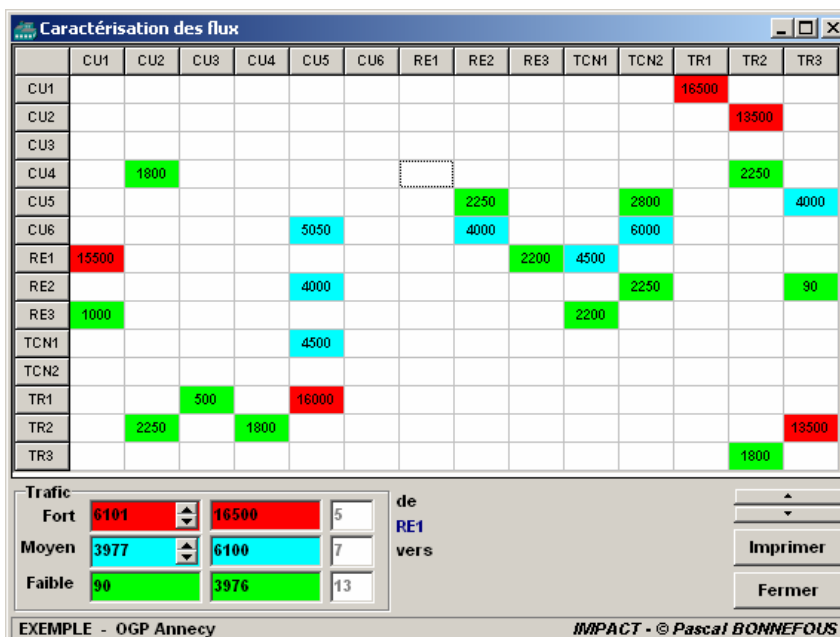 Caractérisation des flux
CU1 CU2 CU3 CU4 CU5 CU6 RE1 RE2 RE3 TCN1 TCN2 TR1 TR2 TR3
CU1 16500
CU2 13500
CU3
CU4 1800 2250
CU5 2250 2800 4000
CU6 5050 4000 6000
RE1 15500 2200 4500
RE2 4000 2250 90
RE3 1000 2200
TCN1 4500
TCN2
TR1 500 16000
TR2 2250 1800 13500
TR3 1800
Trafic
Fort 6101 16500 5
Moyen 3977 6100 7
Faible 90 3976 13
de
RE1
vers
Imprimer
Fermer
EXEMPLE - OGP Annecy IMPACT - © Pascal BONNEFOUS